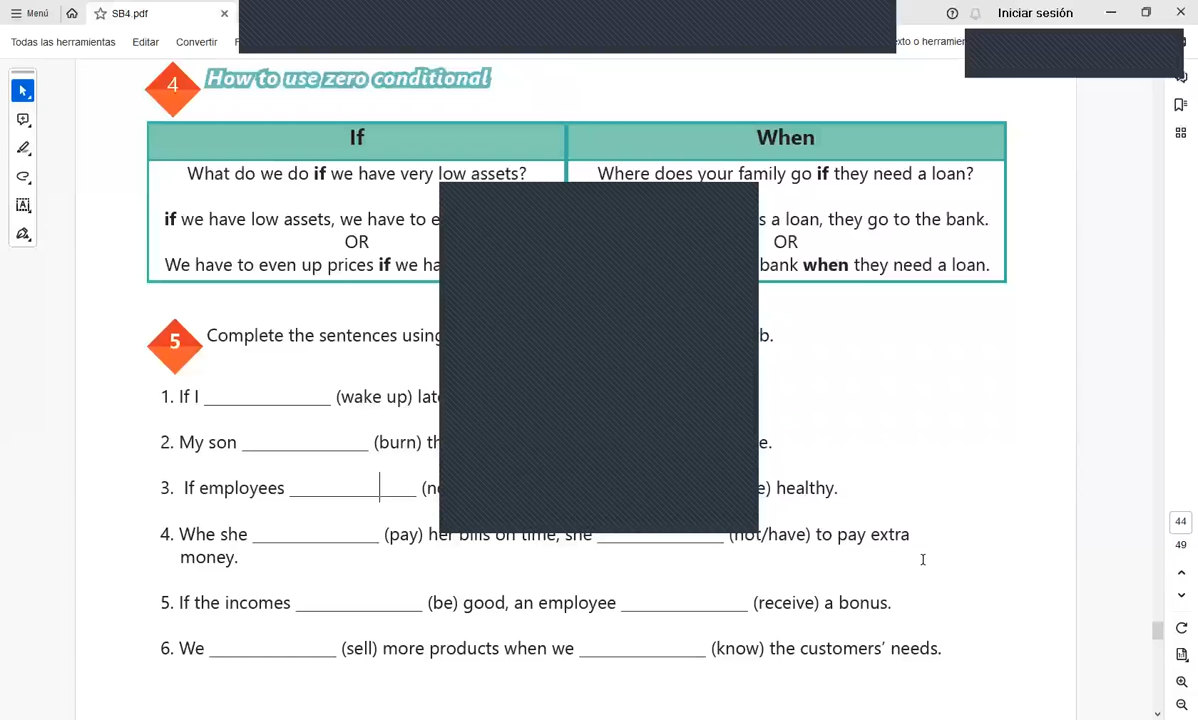 Menú
SB4.pdf
Iniciar sesión
Todas las herramientas Editar Convertir
exto o herramien
4 How to use zero conditional
If When
What do we do if we have very low assets? Where does your family go if they need a loan?
if we have low assets, we have to e s a loan, they go to the bank.
OR OR
We have to even up prices if we ha bank when they need a loan.
5 Complete the sentences using b.
1. If I ______________ (wake up) late
2. My son ______________ (burn) th e.
3. If employees ______________ (no e) healthy.
4. Whe she ______________ (pay) her bills on time, she ______________ (not/have) to pay extra
money.
5. If the incomes ______________ (be) good, an employee ______________ (receive) a bonus.
6. We ______________ (sell) more products when we ______________ (know) the customers’ needs.
44
49